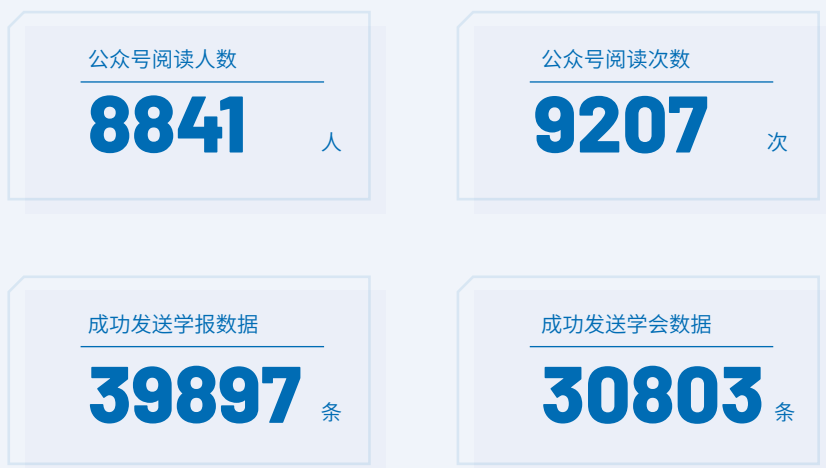 公众号阅读人数
8841 人
公众号阅读次数
9207 次
成功发送学报数据
39897 条
成功发送学会数据
30803 条